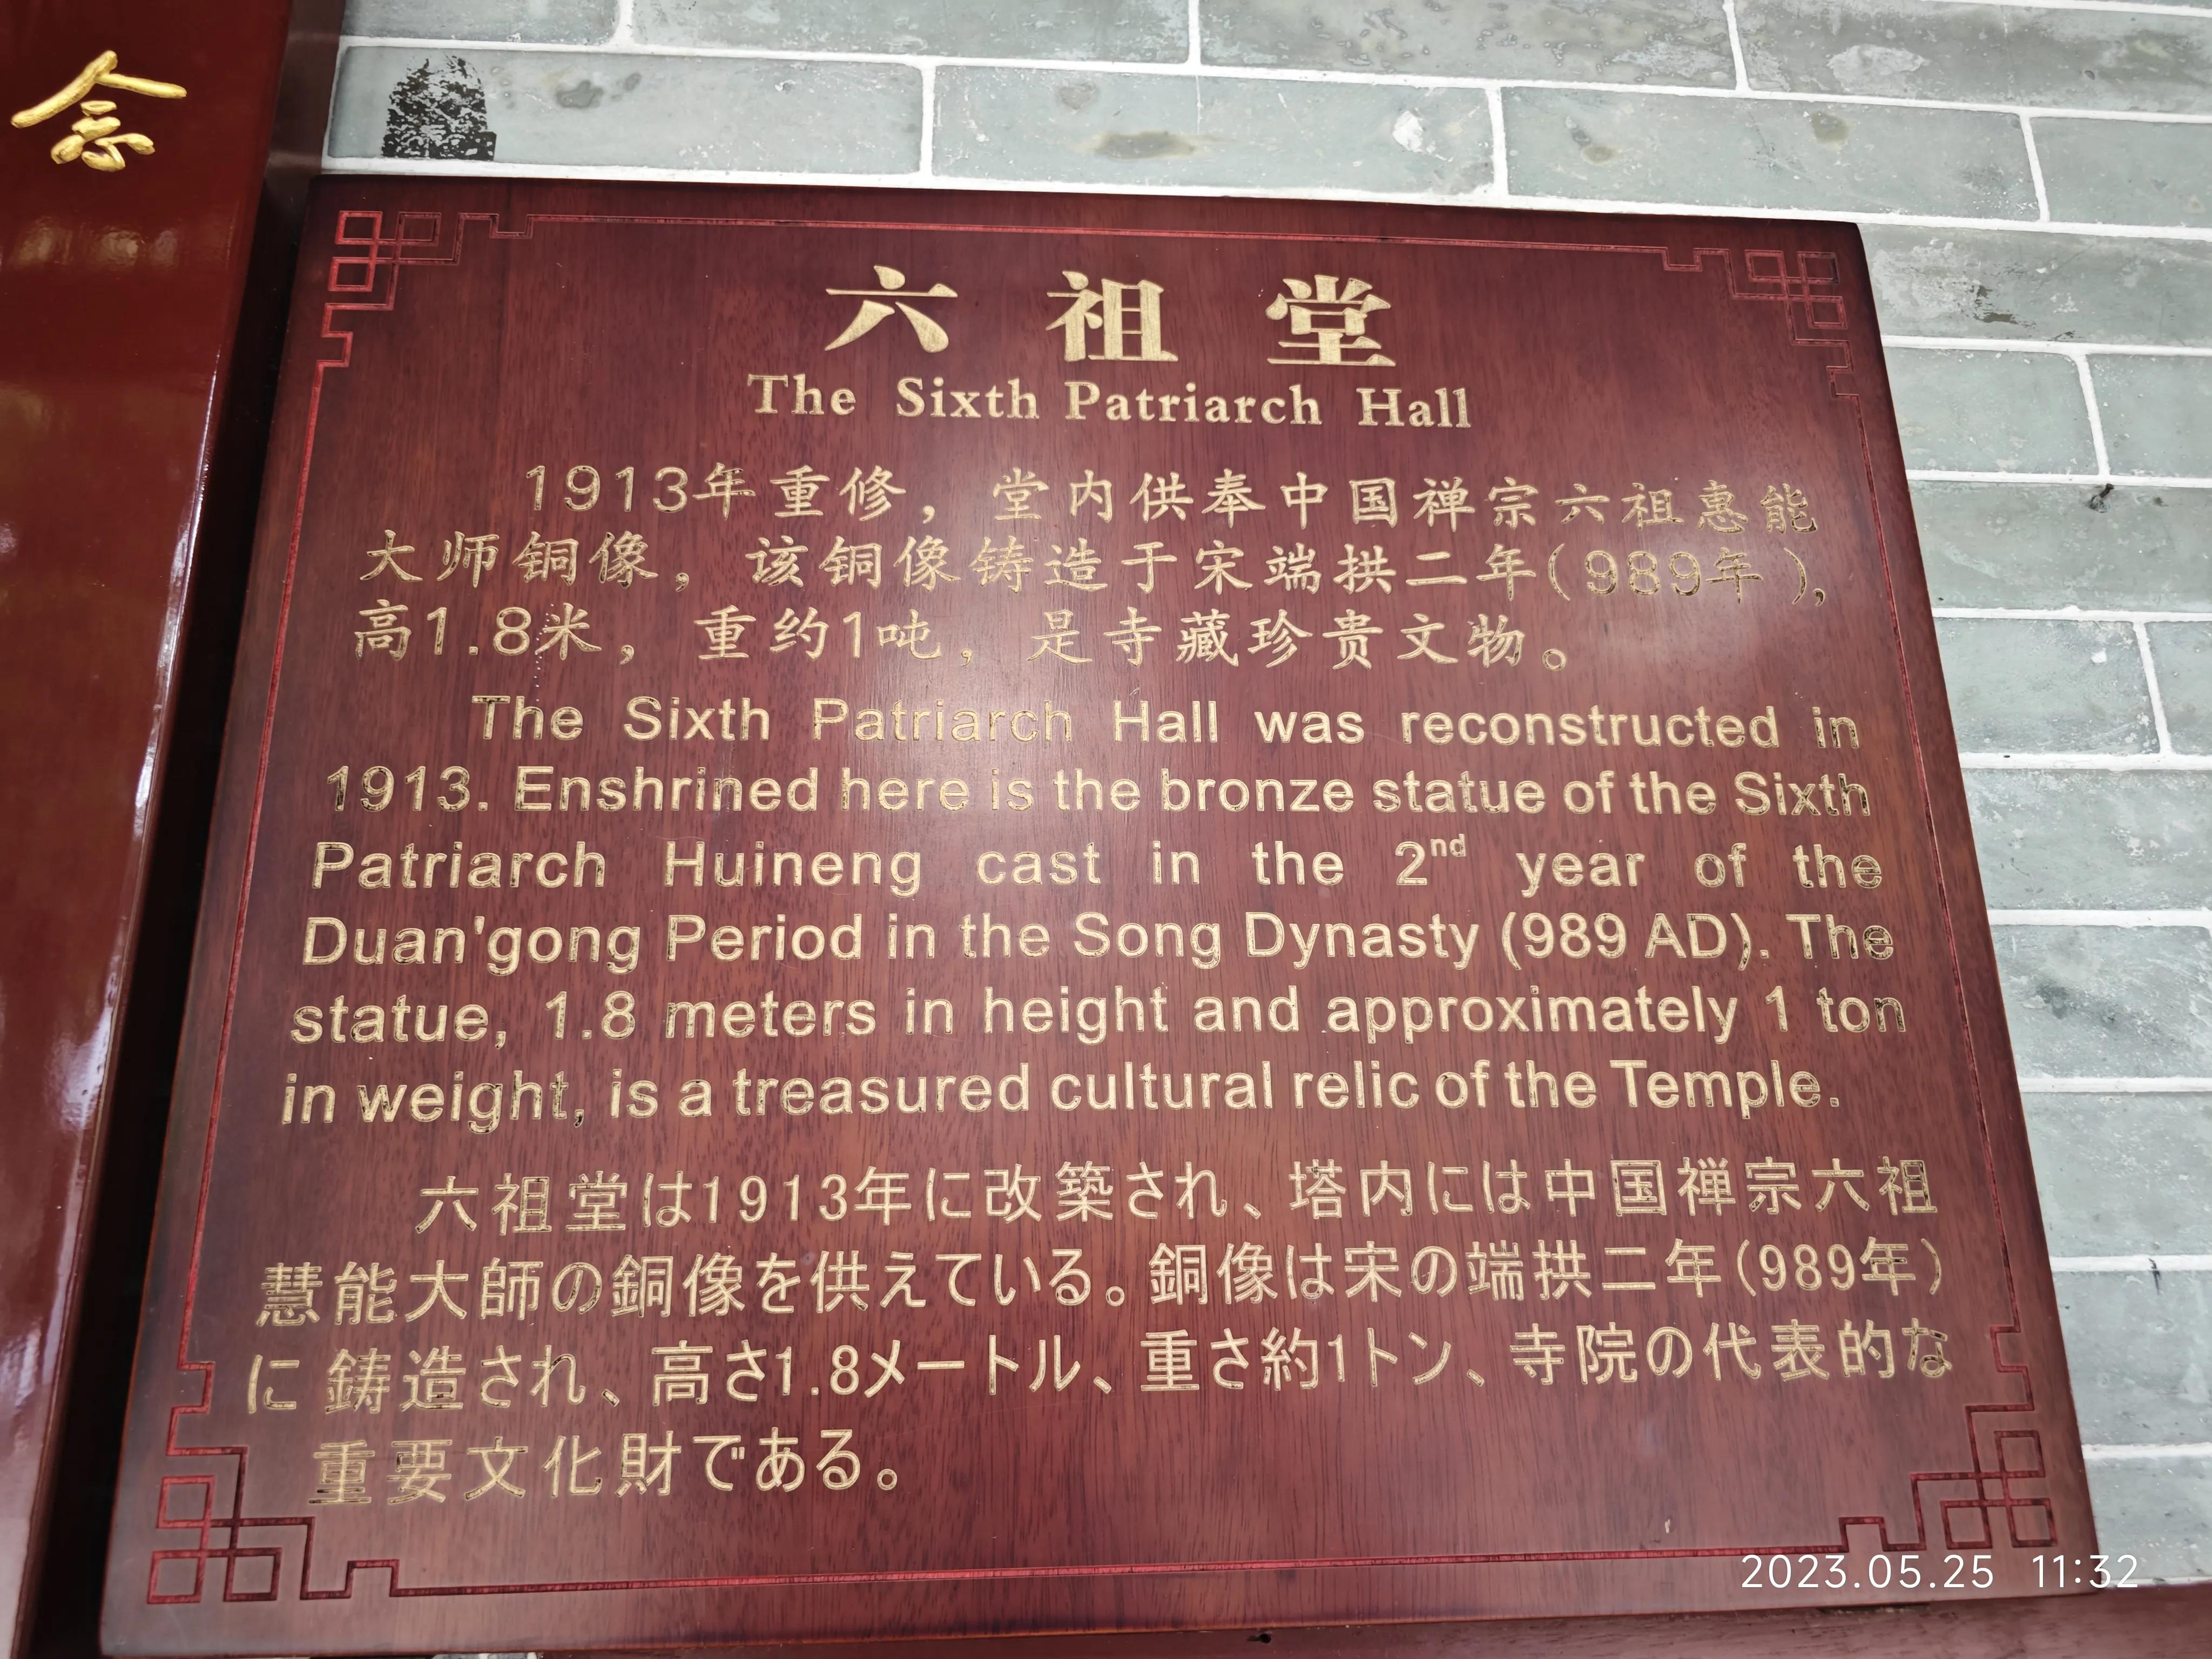 念
六祖堂
The Sixth Patriarch Hall
1913年重修，堂内供奉中国禅宗六祖惠能
大师铜像，该铜像铸造于宋端拱二年(989年)，
高1.8米，重约1吨，是寺藏珍贵文物。
The Sixth Patriarch Hall was reconstructed in
1913. Enshrined here is the bronze statue of the Sixth
Patriarch Huineng cast in the 2nd year of the
Duan'gong Period in the Song Dynasty (989 AD). The
statue, 1.8 meters in height and approximately 1 ton
in weight, is a treasured cultural relic of the Temple.
六祖堂は1913年に改築され、塔内には中国禅宗六祖
慧能大師の銅像を供えている。銅像は宋の端拱二年(989年)
に鋳造され、高さ1.8メートル、重さ約1トン、寺院の代表的な
重要文化財である。
2023.05.25 11:32